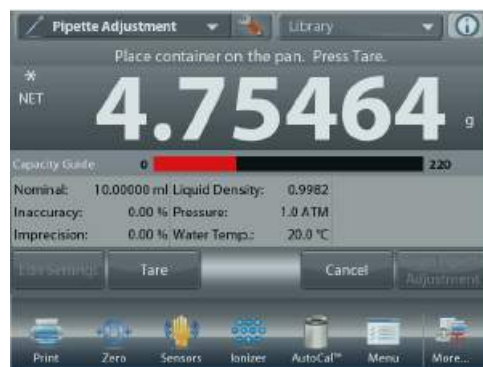 Pipette Adjustment
Library
Place container on the pan. Press Tare.
*
NET
4.75464 g
Capacity Guide 0 220
Nominal: 10.00000 ml Liquid Density: 0.9982
Inaccuracy: 0.00 % Pressure: 1.0 ATM
Imprecision: 0.00 % Water Temp.: 20.0 °C
Edit Settings Tare Cancel
Adjustment
Print Zero Sensors Ionizer AutoCal™ Menu More...